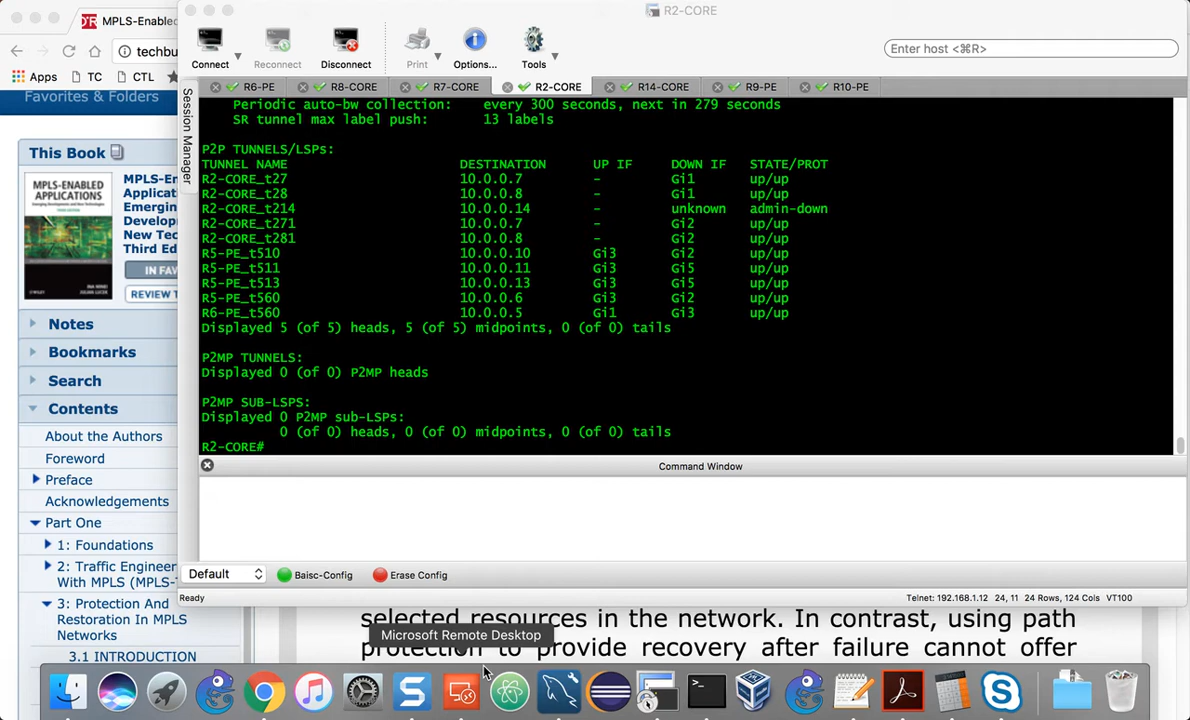 MPLS-Enabled
techbu
Apps TC CTL
Favorites & Folders
This Book
MPLS-ENABLED
APPLICATIONS
MPLS-En
Applicat
Emergin
Develop
New Tec
Third Ed
IN FAV
REVIEW T
Notes
Bookmarks
Search
Contents
About the Authors
Foreword
Preface
Acknowledgements
Part One
1: Foundations
2: Traffic Engineer
With MPLS (MPLS-T
3: Protection And
Restoration In MPLS
Networks
3.1 INTRODUCTION
R2-CORE
Connect Reconnect Disconnect Print Options... Tools
Enter host <⌘R>
Session Manager
R6-PE R8-CORE R7-CORE R2-CORE R14-CORE R9-PE R10-PE
Periodic auto-bw collection: every 300 seconds, next in 279 seconds
SR tunnel max label push: 13 labels
P2P TUNNELS/LSPs:
TUNNEL NAME DESTINATION UP IF DOWN IF STATE/PROT
R2-CORE_t27 10.0.0.7 - Gi1 up/up
R2-CORE_t28 10.0.0.8 - Gi1 up/up
R2-CORE_t214 10.0.0.14 - unknown admin-down
R2-CORE_t271 10.0.0.7 - Gi2 up/up
R2-CORE_t281 10.0.0.8 - Gi2 up/up
R5-PE_t510 10.0.0.10 Gi3 Gi2 up/up
R5-PE_t511 10.0.0.11 Gi3 Gi5 up/up
R5-PE_t513 10.0.0.13 Gi3 Gi5 up/up
R5-PE_t560 10.0.0.6 Gi3 Gi2 up/up
R6-PE_t560 10.0.0.5 Gi1 Gi3 up/up
Displayed 5 (of 5) heads, 5 (of 5) midpoints, 0 (of 0) tails
P2MP TUNNELS:
Displayed 0 (of 0) P2MP heads
P2MP SUB-LSPS:
Displayed 0 P2MP sub-LSPs:
0 (of 0) heads, 0 (of 0) midpoints, 0 (of 0) tails
R2-CORE#
Command Window
Default Baisc-Config Erase Config
Ready Telnet: 192.168.1.12 24, 11 24 Rows, 124 Cols VT100
selected resources in the network. In contrast, using path
protection to provide recovery after failure cannot offer
Microsoft Remote Desktop